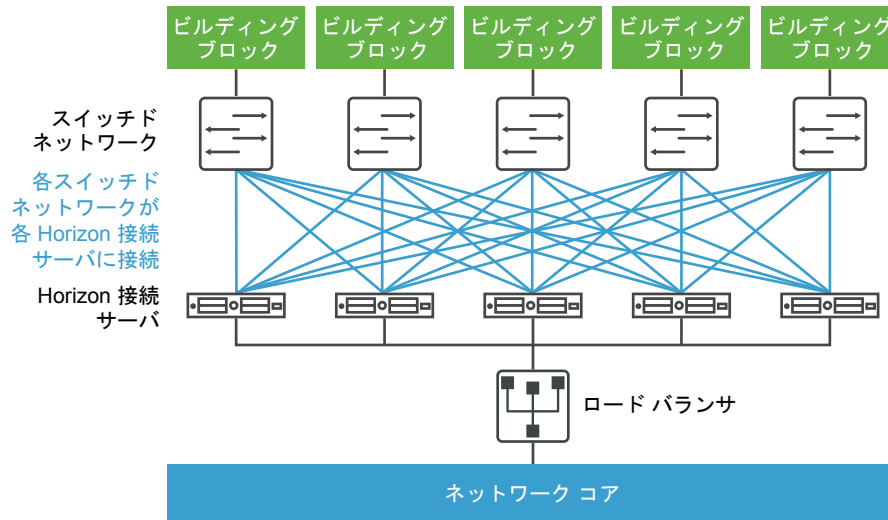 ビルディング
ブロック
ビルディング
ブロック
ビルディング
ブロック
ビルディング
ブロック
ビルディング
ブロック
スイッチド
ネットワーク
各スイッチド
ネットワークが
各 Horizon 接続
サーバに接続
Horizon 接続
サーバ
ロード バランサ
ネットワーク コア